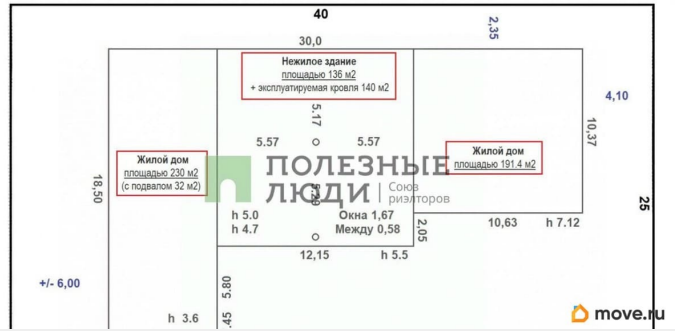 40
2,35
30,0
Нежилое здание
площадью 136 м2
+ эксплуатируемая кровля 140 м2
4,10
5.17
5.57
5.57
10,37
Жилой дом
площадью 230 м2
(с подвалом 32 м2)
Жилой дом
площадью 191.4 м2
ПОЛЕЗНЫЕ
ЛЮДИ
Союз
риэлторов
18,50
5.20
25
h 5.0
h 4.7
Окна 1,67
Между 0,58
2,05
10,63
h 7.12
12,15
h 5.5
+/- 6,00
5.80
h 3.6
.45
move.ru